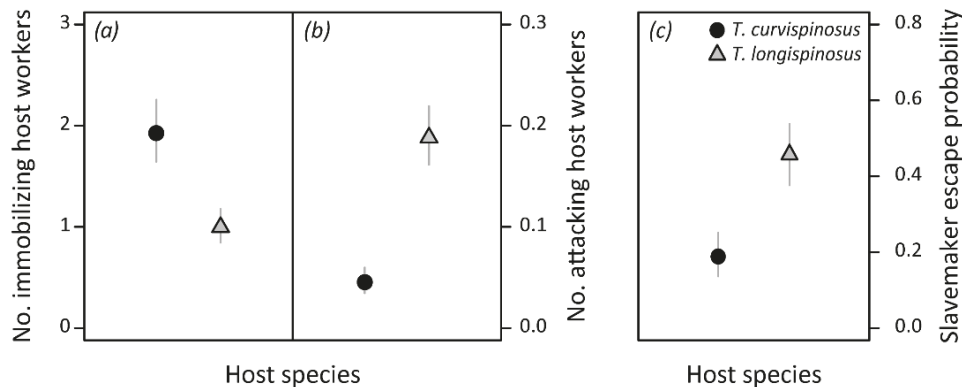 No. immobilizing host workers
3
2
1
0
(a)
(b)
0.3
0.2
0.1
0.0
No. attacking host workers
Host species
(c)
T. curvispinosus
T. longispinosus
0.8
0.6
0.4
0.2
0.0
Slavemaker escape probability
Host species